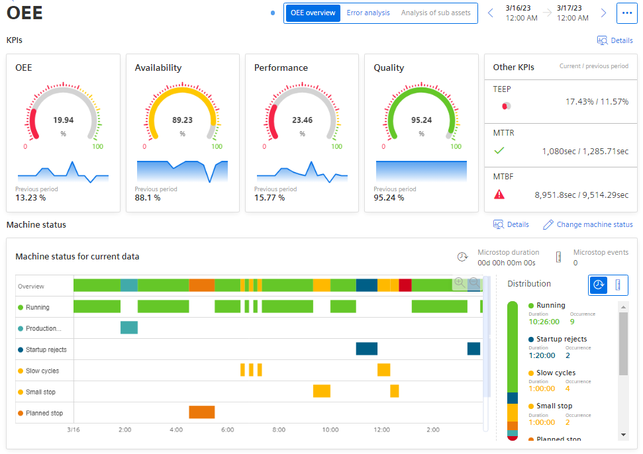 OEE
OEE overview Error analysis Analysis of sub assets
3/16/23 3/17/23
12:00 AM 12:00 AM
KPIs Details
OEE Availability Performance Quality Other KPIs Current / previous period
TEEP
17.43% / 11.57%
19.94 89.23 23.46 95.24
% % % %
MTTR
0 100 0 100 0 100 0 100
1,080sec / 1,285.71sec
MTBF
Previous period Previous period Previous period Previous period
8,951.8sec / 9,514.29sec
13.23 % 88.1 % 15.77 % 95.24 %
Machine status Details Change machine status
Machine status for current data
Microstop duration Microstop events
00d 00h 00m 00s 0
Overview
Distribution
Running
Production...
Startup rejects
Slow cycles
Small stop
Planned stop
3/16 2:00 4:00 6:00 8:00 10:00 12:00 2:00
Running
Duration Occurrence
10:26:00 9
Startup rejects
Duration Occurrence
1:20:00 2
Slow cycles
Duration Occurrence
1:00:00 4
Small stop
Duration Occurrence
1:00:00 2
Planned stop